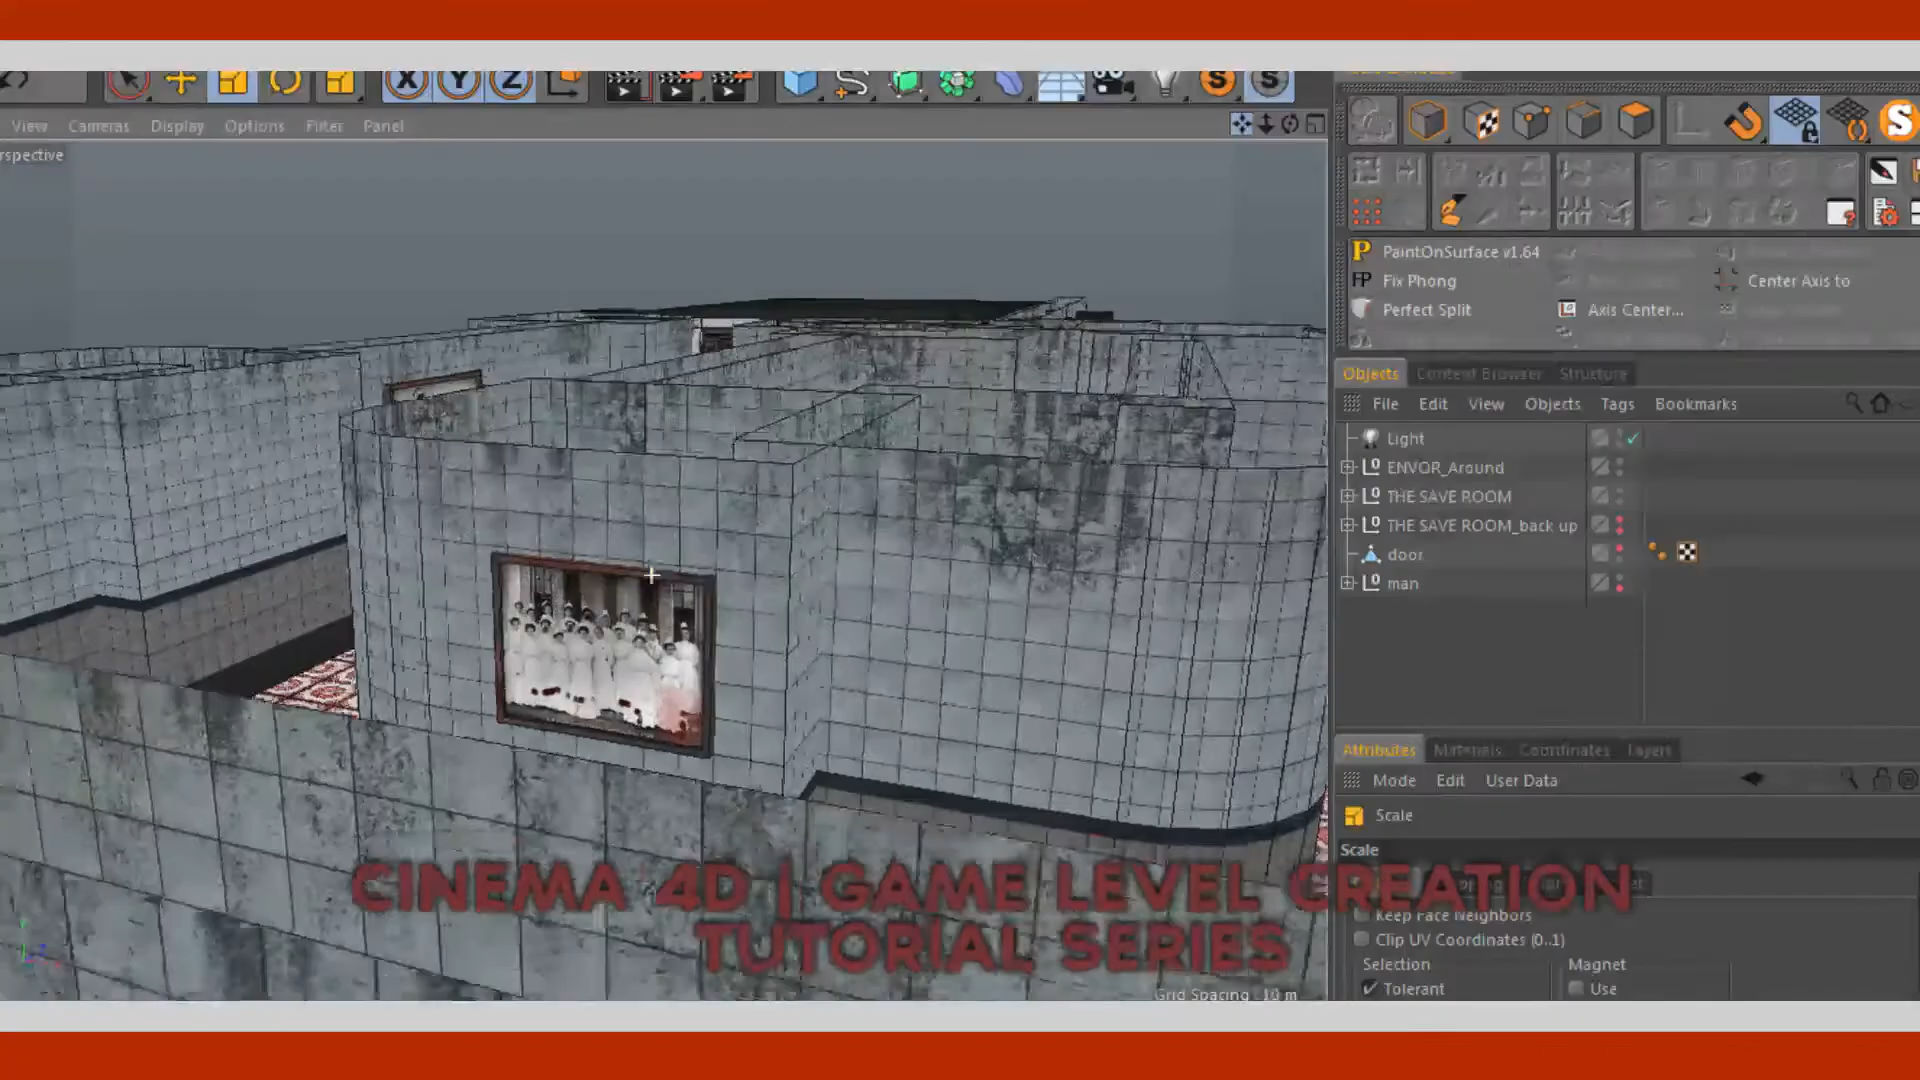 X Y Z
View Cameras Display Options Filter Panel
rspective
PaintOnSurface v1.64
Fix Phong
Center Axis to
Perfect Split
Axis Center...
Objects Content Browser Structure
File Edit View Objects Tags Bookmarks
Light
ENVOR_Around
THE SAVE ROOM
THE SAVE ROOM_back up
door
man
Attributes Materials Coordinates Layers
Mode Edit User Data
Scale
Scale
CINEMA 4D | GAME LEVEL CREATION
TUTORIAL SERIES
Keep Face Neighbors
Clip UV Coordinates (0..1)
Selection Magnet
Tolerant Use
Grid Spacing : 10 m